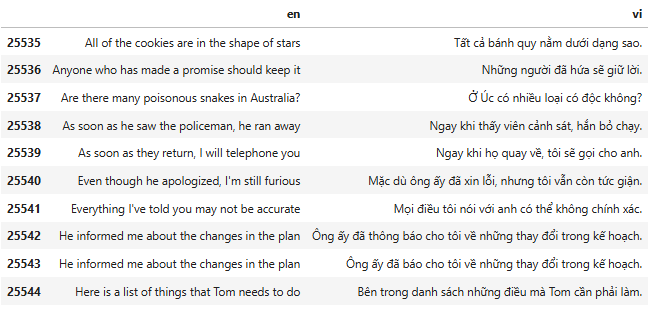 en vi
25535 All of the cookies are in the shape of stars Tất cả bánh quy nằm dưới dạng sao.
25536 Anyone who has made a promise should keep it Những người đã hứa sẽ giữ lời.
25537 Are there many poisonous snakes in Australia? Ở Úc có nhiều loại có độc không?
25538 As soon as he saw the policeman, he ran away Ngay khi thấy viên cảnh sát, hắn bỏ chạy.
25539 As soon as they return, I will telephone you Ngay khi họ quay về, tôi sẽ gọi cho anh.
25540 Even though he apologized, I'm still furious Mặc dù ông ấy đã xin lỗi, nhưng tôi vẫn còn tức giận.
25541 Everything I've told you may not be accurate Mọi điều tôi nói với anh có thể không chính xác.
25542 He informed me about the changes in the plan Ông ấy đã thông báo cho tôi về những thay đổi trong kế hoạch.
25543 He informed me about the changes in the plan Ông ấy đã báo cho tôi về những thay đổi trong kế hoạch.
25544 Here is a list of things that Tom needs to do Bên trong danh sách những điều mà Tom cần phải làm.